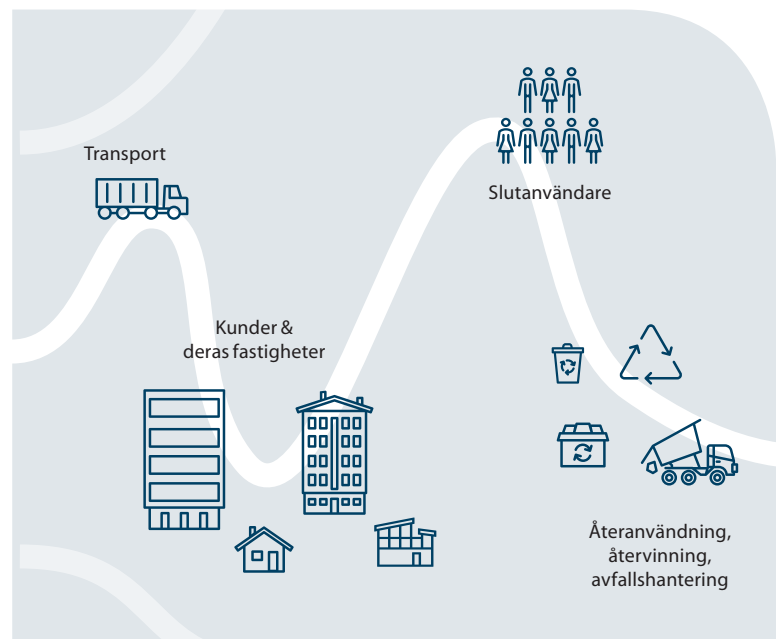 Transport
Slutanvändare
Kunder &
deras fastigheter
Återanvändning,
återvinning,
avfallshantering